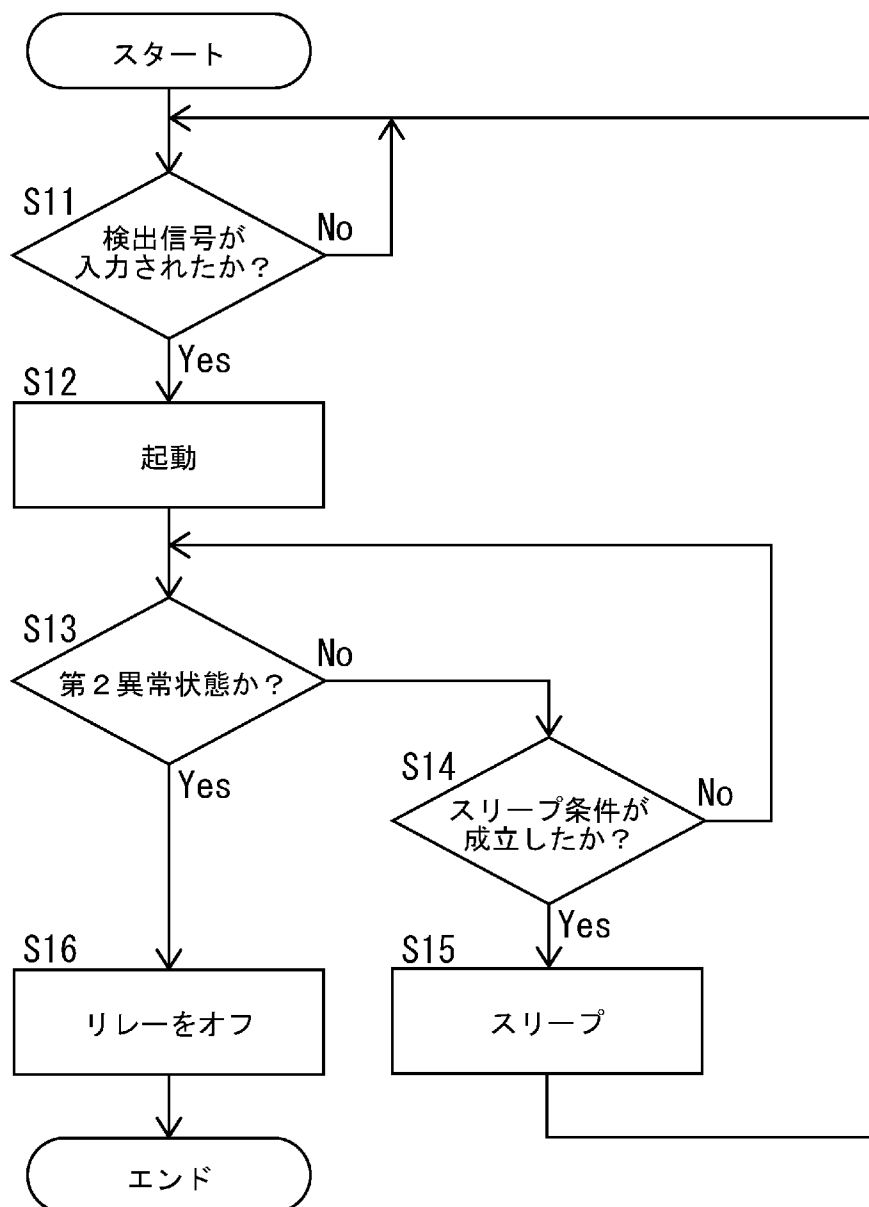 スタート
S11
検出信号が
入力されたか？
No
Yes
S12
起動
S13
第２異常状態か？
No
Yes
S14
スリープ条件が
成立したか？
No
Yes
S15
スリープ
S16
リレーをオフ
エンド